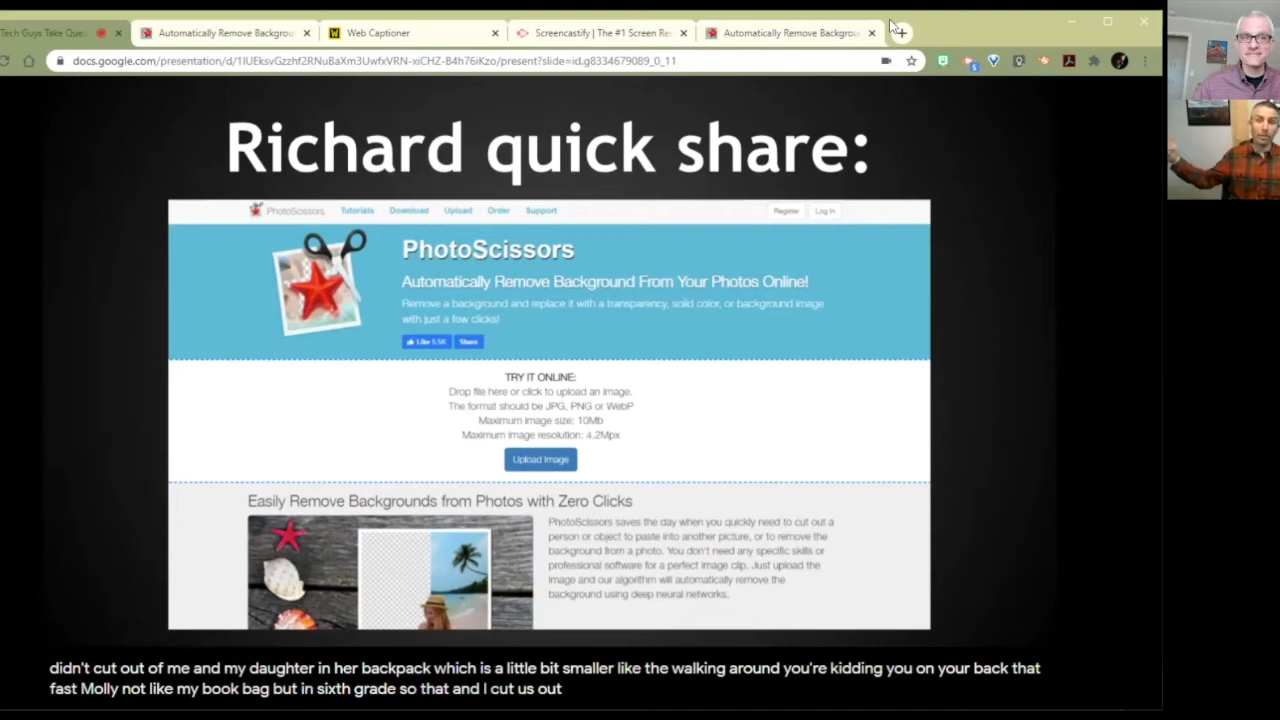 Tech Guys Take Que
Automatically Remove Backgrou
Web Captioner
Screencastify | The #1 Screen Re
Automatically Remove Backgrou
docs.google.com/presentation/d/1IUEksvGzzhf2RNuBaXm3UwfxVRN-xiCHZ-B4h76iKzo/present?slide=id.g8334679089_0_11
5
Richard quick share:
PhotoScissors Tutorials Download Upload Order Support Register Log In
PhotoScissors
Automatically Remove Background From Your Photos Online!
Remove a background and replace it with a transparency, solid color, or background image
with just a few clicks!
Like 5.5K Share
TRY IT ONLINE:
Drop file here or click to upload an image.
The format should be JPG, PNG or WebP
Maximum image size: 10Mb
Maximum image resolution: 4.2Mpx
Upload Image
Easily Remove Backgrounds from Photos with Zero Clicks
PhotoScissors saves the day when you quickly need to cut out a
person or object to paste into another picture, or to remove the
background from a photo. You don't need any specific skills or
professional software for a perfect image clip. Just upload the
image and our algorithm will automatically remove the
background using deep neural networks.
didn't cut out of me and my daughter in her backpack which is a little bit smaller like the walking around you're kidding you on your back that
fast Molly not like my book bag but in sixth grade so that and I cut us out